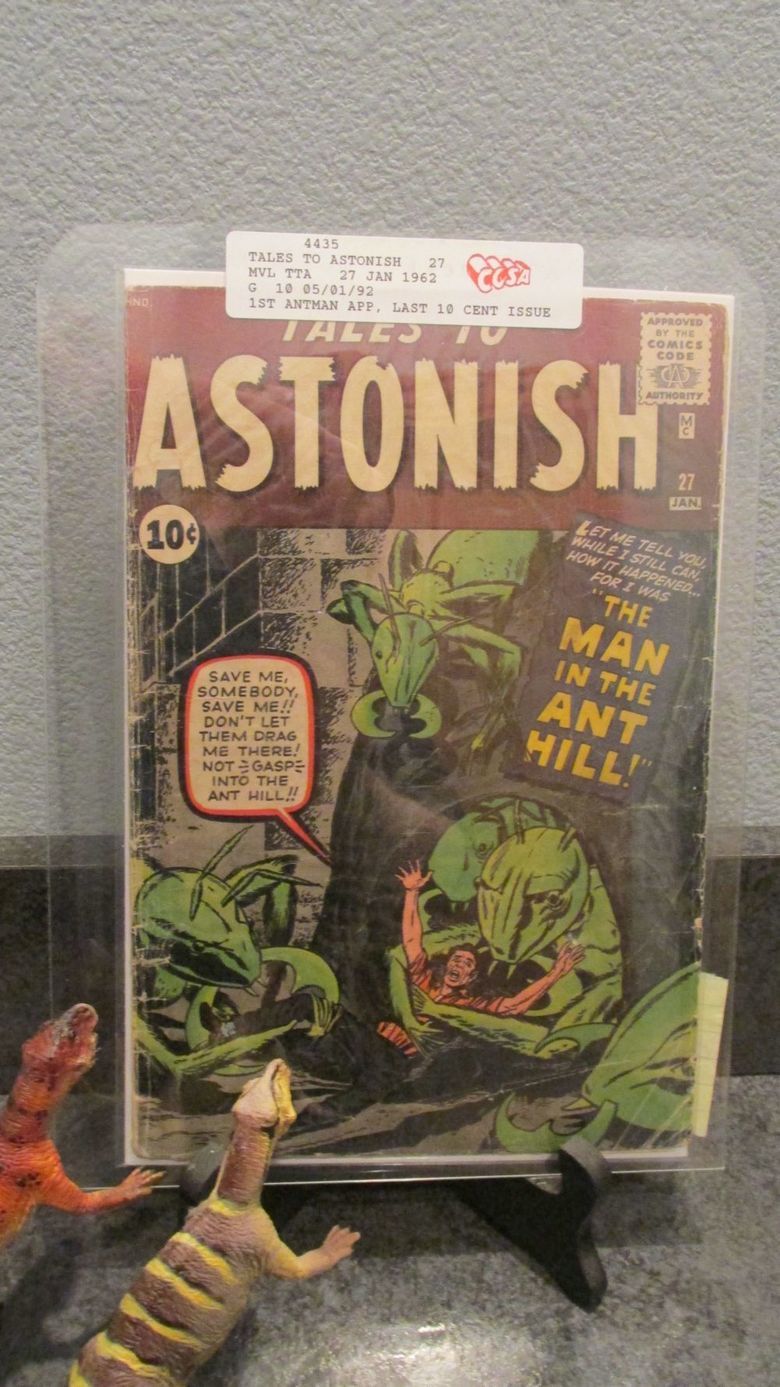 4435
TALES TO ASTONISH 27
MVL TTA 27 JAN 1962
G 10 05/01/92
1ST ANTMAN APP, LAST 10 CENT ISSUE
CCSA
IND.
TALES TO
ASTONISH
APPROVED
BY THE
COMICS
CODE
CA
AUTHORITY
M
C
27
JAN.
10¢
LET ME TELL YOU,
WHILE I STILL CAN,
HOW IT HAPPENED...
FOR I WAS
"THE
MAN
IN THE
ANT
HILL!"
SAVE ME,
SOMEBODY,
SAVE ME!!
DON'T LET
THEM DRAG
ME THERE!
NOT -GASP-
INTO THE
ANT HILL!!